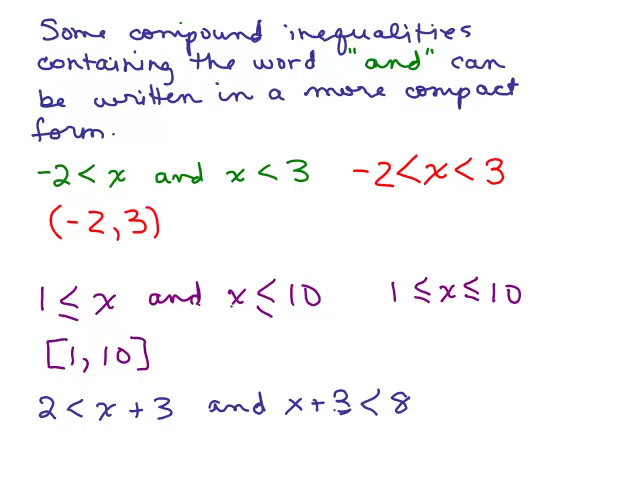 Some compound inequalities
containing the word "and" can
be written in a more compact
form.
-2 < x and x < 3 -2 < x < 3
(-2, 3)
1 ≤ x and x ≤ 10 1 ≤ x ≤ 10
[1, 10]
2 < x + 3 and x + 3 < 8